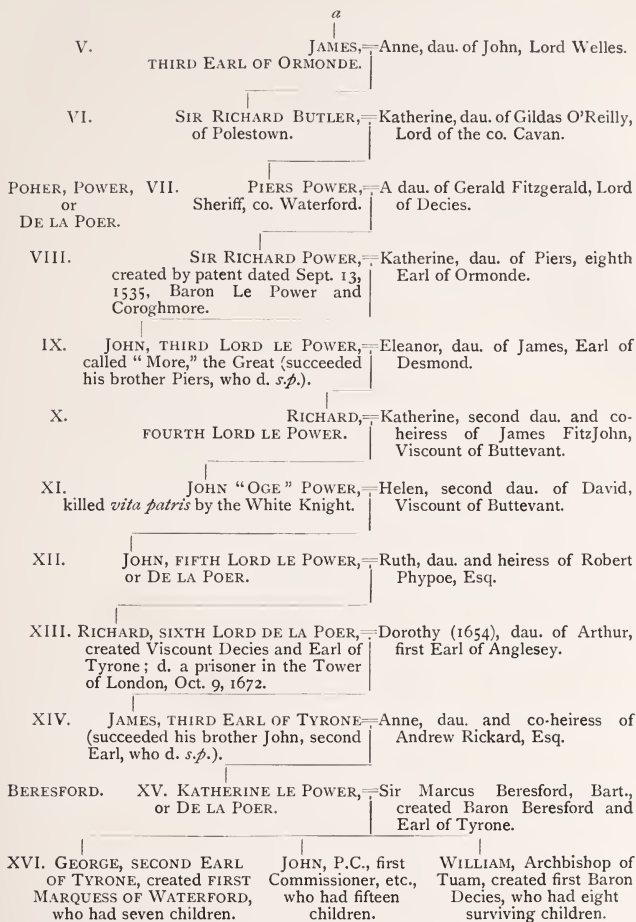 a
V. JAMES,=Anne, dau. of John, Lord Welles.
THIRD EARL OF ORMONDE.
VI. SIR RICHARD BUTLER,=Katherine, dau. of Gildas O'Reilly,
of Polestown. Lord of the co. Cavan.
POHER, POWER, VII. PIERS POWER,=A dau. of Gerald Fitzgerald, Lord
or Sheriff, co. Waterford. of Decies.
DE LA POER.
VIII. SIR RICHARD POWER,=Katherine, dau. of Piers, eighth
created by patent dated Sept. 13, Earl of Ormonde.
1535, Baron Le Power and
Coroghmore.
IX. JOHN, THIRD LORD LE POWER,=Eleanor, dau. of James, Earl of
called "More," the Great (succeeded Desmond.
his brother Piers, who d. s.p.).
X. RICHARD,=Katherine, second dau. and co-
FOURTH LORD LE POWER. heiress of James FitzJohn,
Viscount of Buttevant.
XI. JOHN "OGE" POWER,=Helen, second dau. of David,
killed vita patris by the White Knight. Viscount of Buttevant.
XII. JOHN, FIFTH LORD LE POWER,=Ruth, dau. and heiress of Robert
or DE LA POER. Phypoe, Esq.
XIII. RICHARD, SIXTH LORD DE LA POER,=Dorothy (1654), dau. of Arthur,
created Viscount Decies and Earl of first Earl of Anglesey.
Tyrone; d. a prisoner in the Tower
of London, Oct. 9, 1672.
XIV. JAMES, THIRD EARL OF TYRONE=Anne, dau. and co-heiress of
(succeeded his brother John, second Andrew Rickard, Esq.
Earl, who d. s.p.).
BERESFORD. XV. KATHERINE LE POWER,=Sir Marcus Beresford, Bart.,
or DE LA POER. created Baron Beresford and
Earl of Tyrone.
XVI. GEORGE, SECOND EARL JOHN, P.C., first WILLIAM, Archbishop of
OF TYRONE, created FIRST Commissioner, etc., Tuam, created first Baron
MARQUESS OF WATERFORD, who had fifteen Decies, who had eight
who had seven children. children. surviving children.